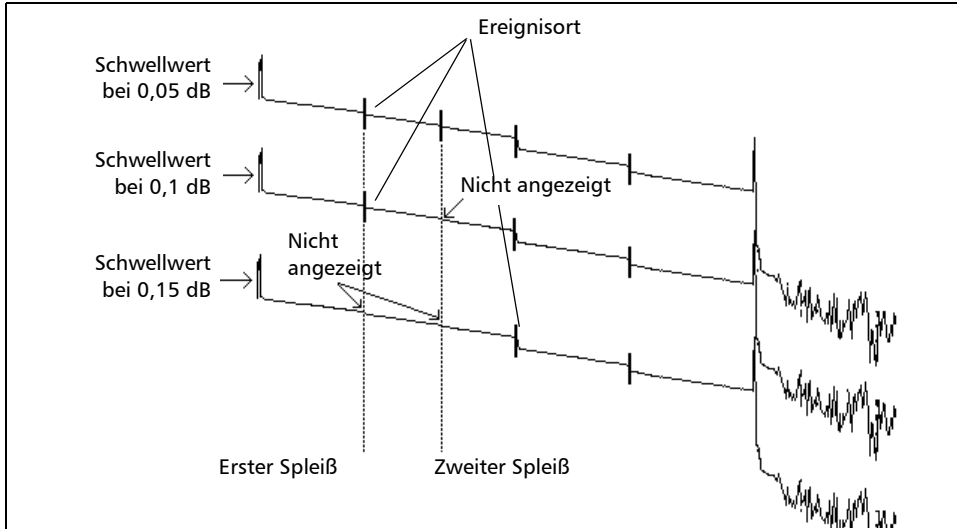 Ereignisort
Schwellwert
bei 0,05 dB
Schwellwert
bei 0,1 dB
Nicht angezeigt
Nicht
angezeigt
Schwellwert
bei 0,15 dB
Erster Spleiß
Zweiter Spleiß